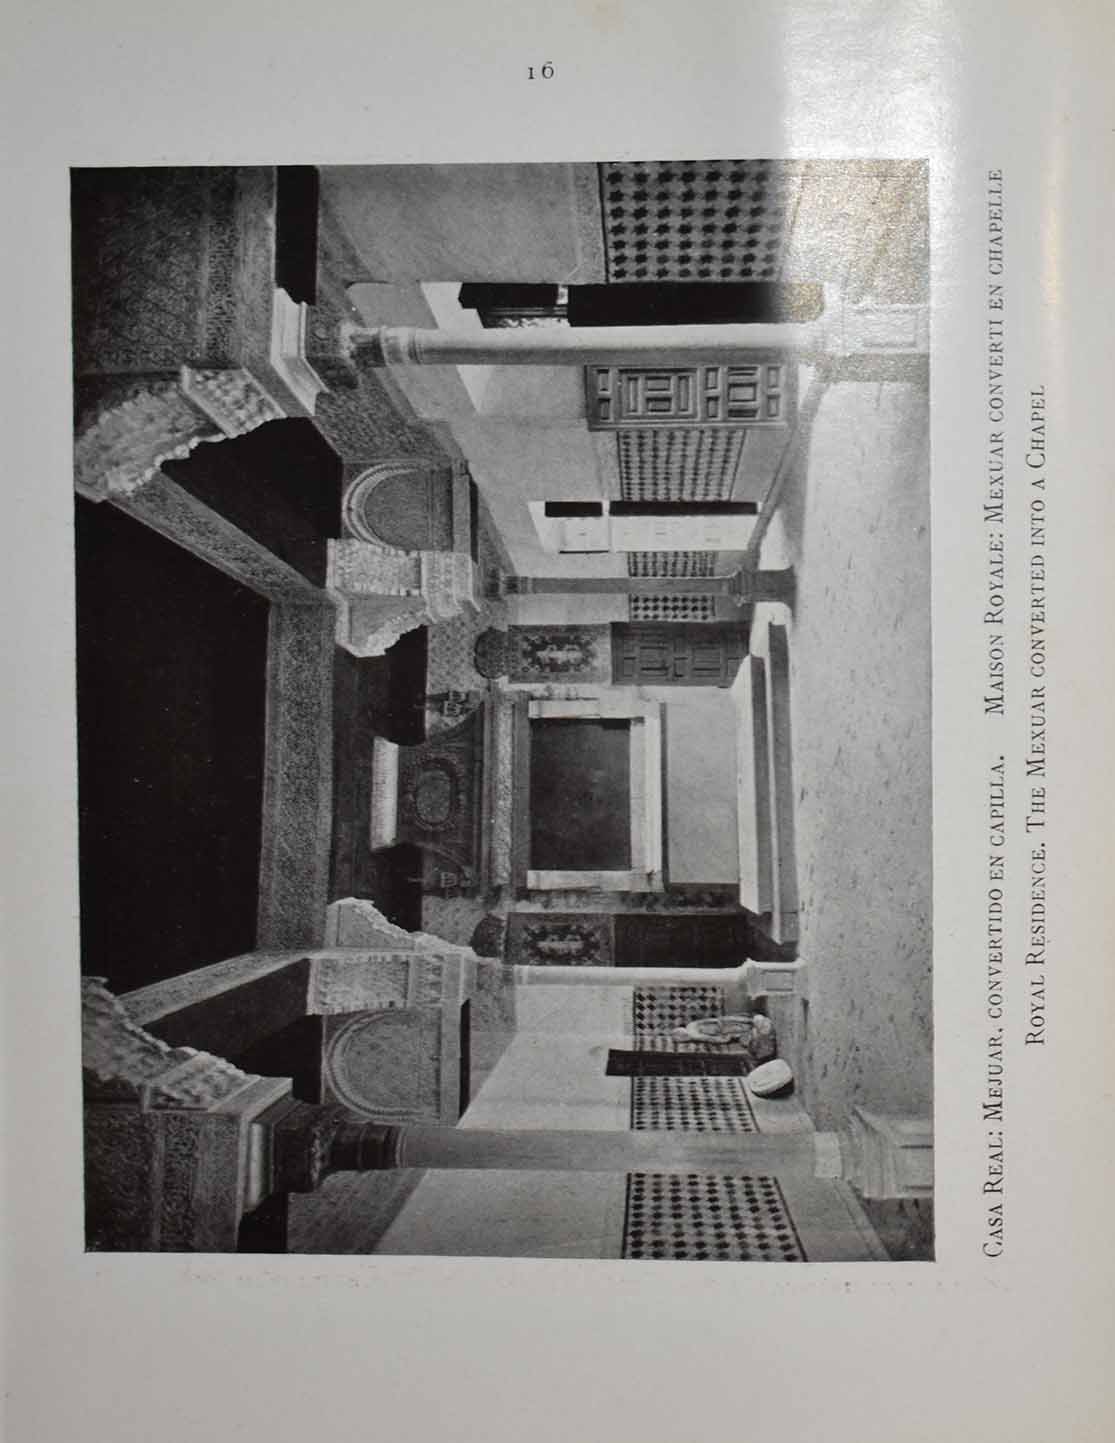 16
CASA REAL: MEJUAR, CONVERTIDO EN CAPILLA. MAISON ROYALE: MEXUAR CONVERTI EN CHAPELLE
ROYAL RESIDENCE. THE MEXUAR CONVERTED INTO A CHAPEL